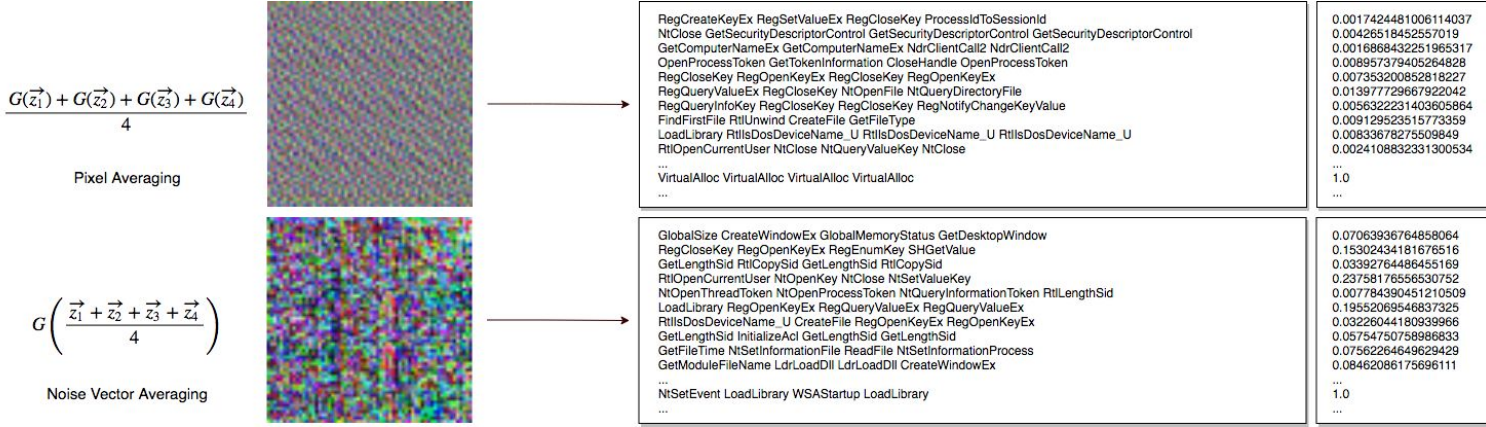 G(z₁) + G(z₂) + G(z₃) + G(z₄)
4
Pixel Averaging
RegCreateKeyEx RegSetValueEx RegCloseKey ProcessIdToSessionId
NtClose GetSecurityDescriptorControl GetSecurityDescriptorControl GetSecurityDescriptorControl
GetComputerNameEx GetComputerNameEx NdrClientCall2 NdrClientCall2
OpenProcessToken GetTokenInformation CloseHandle OpenProcessToken
RegCloseKey RegOpenKeyEx RegCloseKey RegOpenKeyEx
RegQueryValueEx RegCloseKey NtOpenFile NtQueryDirectoryFile
RegQueryInfoKey RegCloseKey RegCloseKey RegNotifyChangeKeyValue
FindFirstFile RtlUnwind CreateFile GetFileType
LoadLibrary RtlIsDosDeviceName_U RtlIsDosDeviceName_U RtlIsDosDeviceName_U
RtlOpenCurrentUser NtClose NtQueryValueKey NtClose
...
VirtualAlloc VirtualAlloc VirtualAlloc VirtualAlloc
...
0.0017424481006114037
0.00426518452557019
0.0016868432251965317
0.008957379405264828
0.007353200852818227
0.013977729667922042
0.0056322231403605864
0.009129523515773359
0.00833678275509849
0.0024108832331300534
...
1.0
...
G(z₁ + z₂ + z₃ + z₄)
4
Noise Vector Averaging
GlobalSize CreateWindowEx GlobalMemoryStatus GetDesktopWindow
RegCloseKey RegOpenKeyEx RegEnumKey SHGetValue
GetLengthSid RtlCopySid GetLengthSid RtlCopySid
RtlOpenCurrentUser NtOpenKey NtClose NtSetValueKey
NtOpenThreadToken NtOpenProcessToken NtQueryInformationToken RtlLengthSid
LoadLibrary RegOpenKeyEx RegQueryValueEx RegQueryValueEx
RtlIsDosDeviceName_U CreateFile RegOpenKeyEx RegOpenKeyEx
GetLengthSid InitializeAcl GetLengthSid GetLengthSid
GetFileTime NtSetInformationFile ReadFile NtSetInformationProcess
GetModuleFileName LdrLoadDll LdrLoadDll CreateWindowEx
...
NtSetEvent LoadLibrary WSAStartup LoadLibrary
...
0.07063936764858064
0.15302434181676516
0.03392764486455169
0.23758176556530752
0.007784390451210509
0.19552069546837325
0.03226044180939966
0.05754750758986833
0.07562264649629429
0.08462086175696111
...
1.0
...